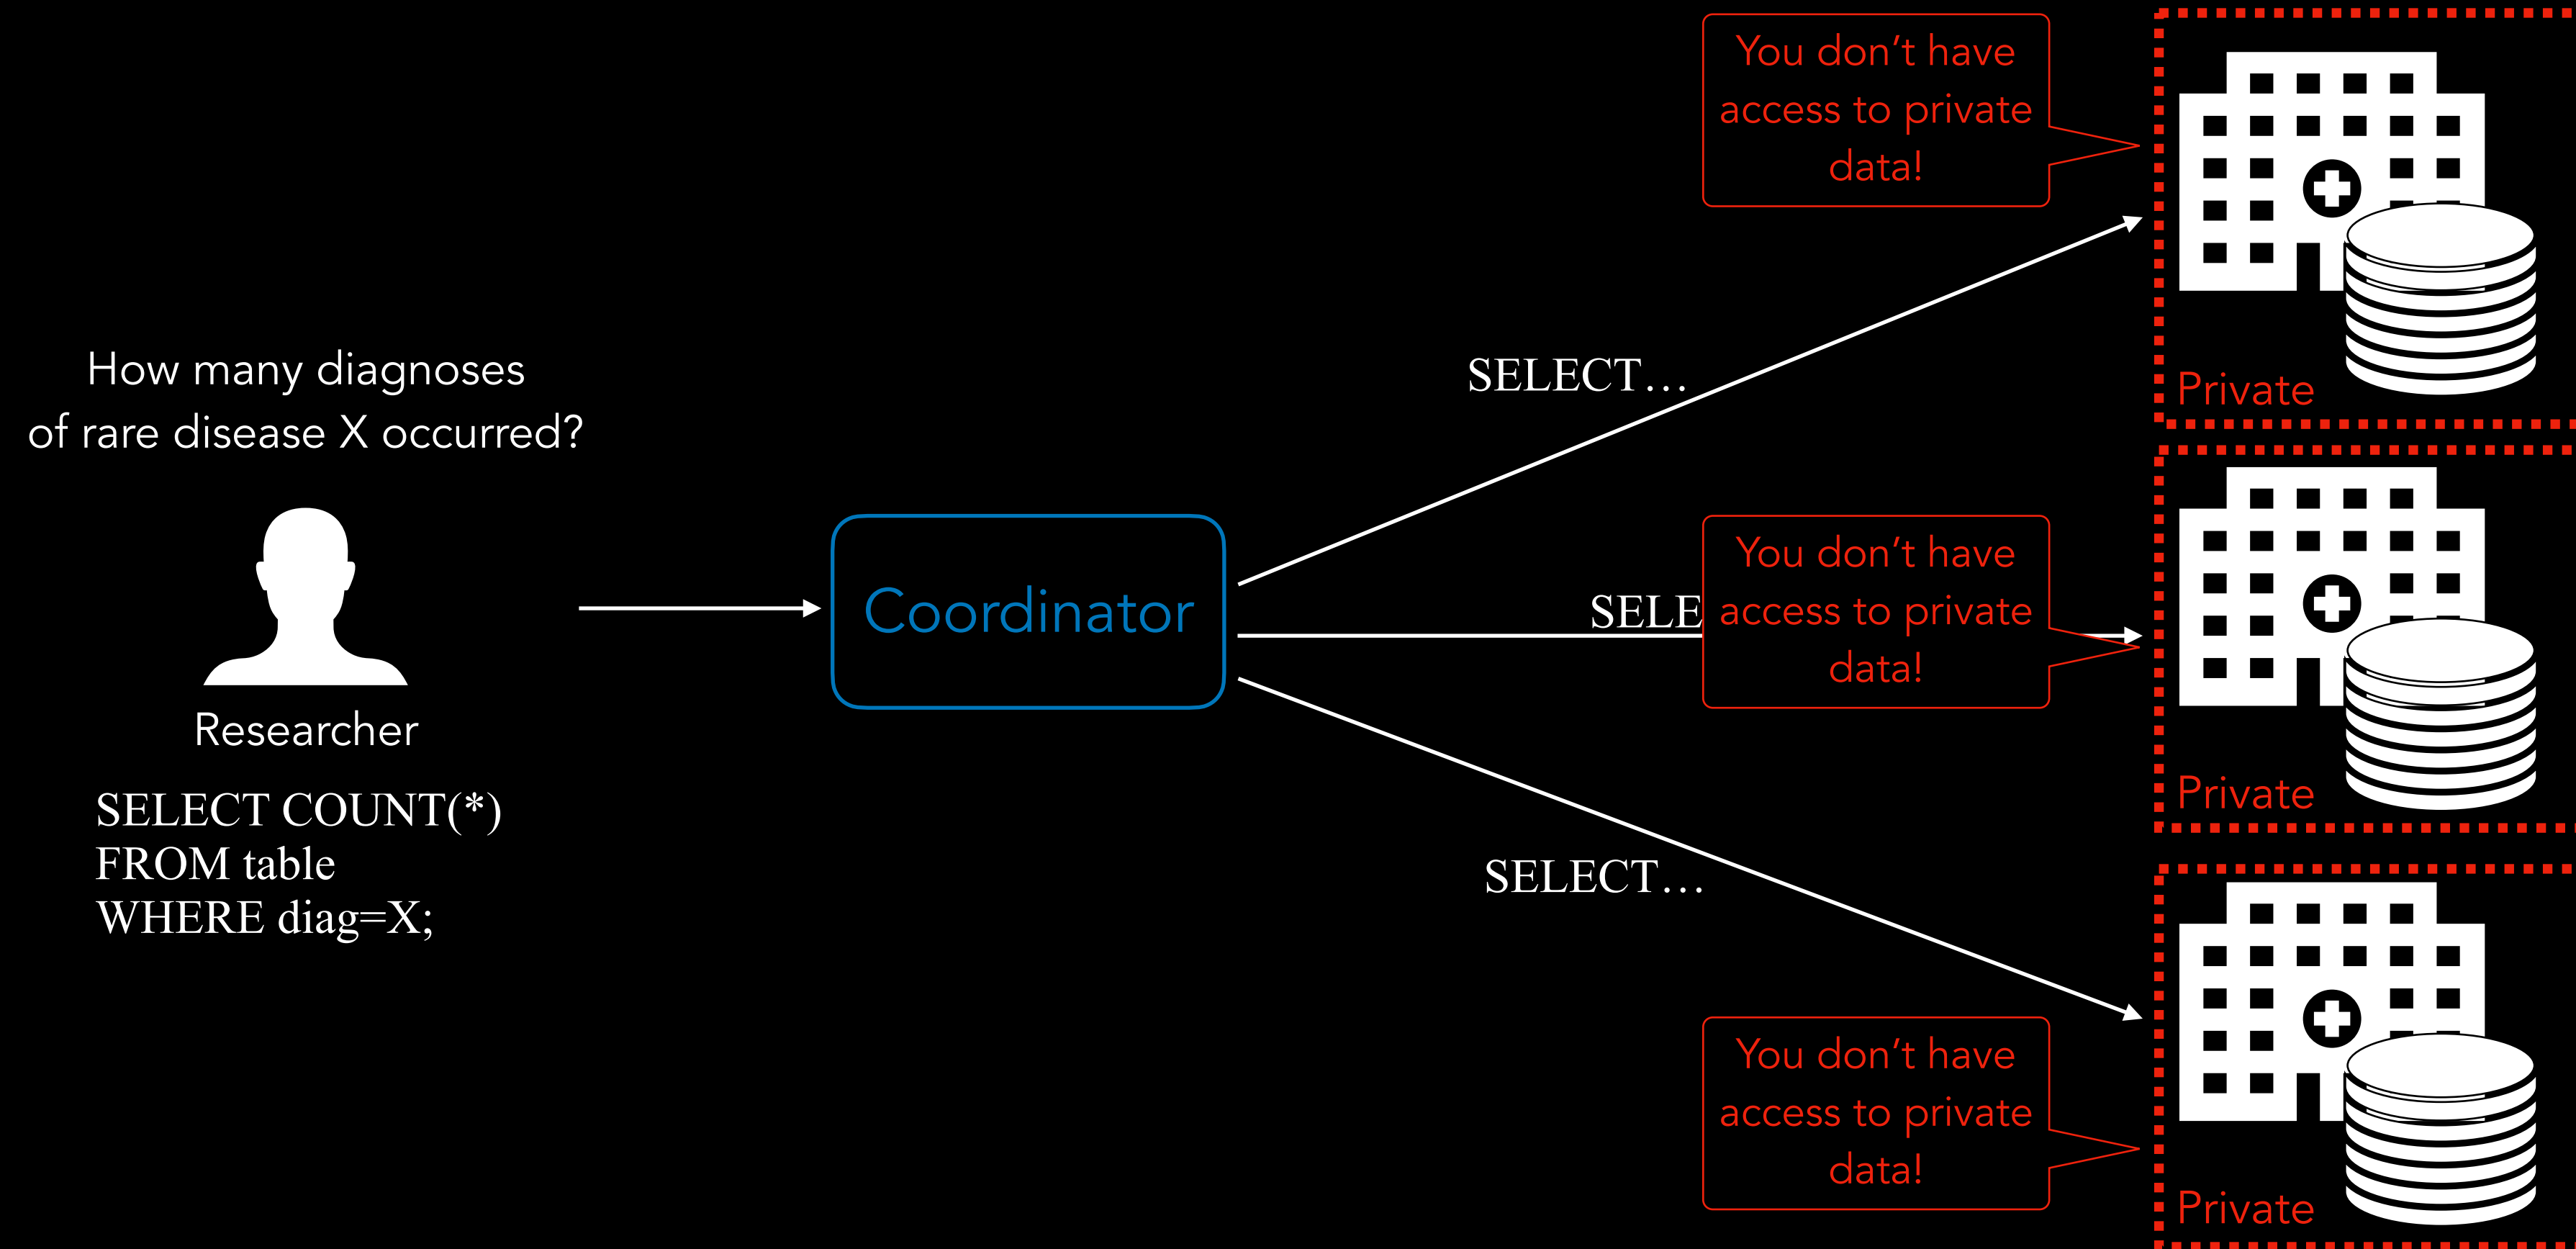 How many diagnoses
of rare disease X occurred?
Researcher
SELECT COUNT(*)
FROM table
WHERE diag=X;
Coordinator
SELECT…
SELE
SELECT…
You don’t have
access to private
data!
Private
You don’t have
access to private
data!
Private
You don’t have
access to private
data!
Private